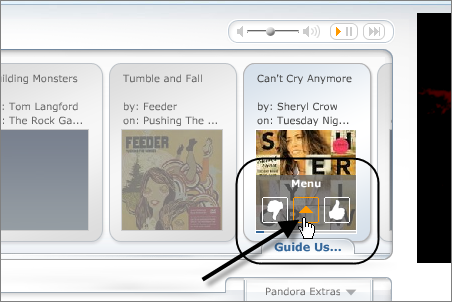 ilding Monsters
Tumble and Fall
Can't Cry Anymore
: Tom Langford
: The Rock Ga...
by: Feeder
on: Pushing The ...
by: Sheryl Crow
on: Tuesday Nig...
FEEDER
Menu
Guide Us...
Pandora Extras